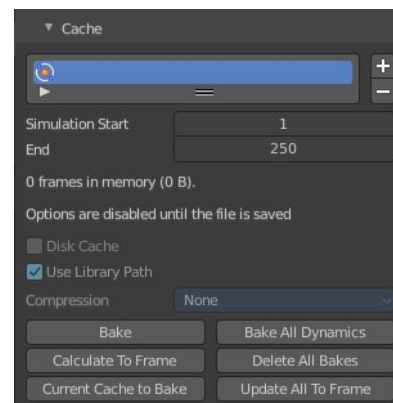 Cache
Simulation Start 1
End 250
0 frames in memory (0 B).
Options are disabled until the file is saved
Disk Cache
Use Library Path
Compression None
Bake Bake All Dynamics
Calculate To Frame Delete All Bakes
Current Cache to Bake Update All To Frame